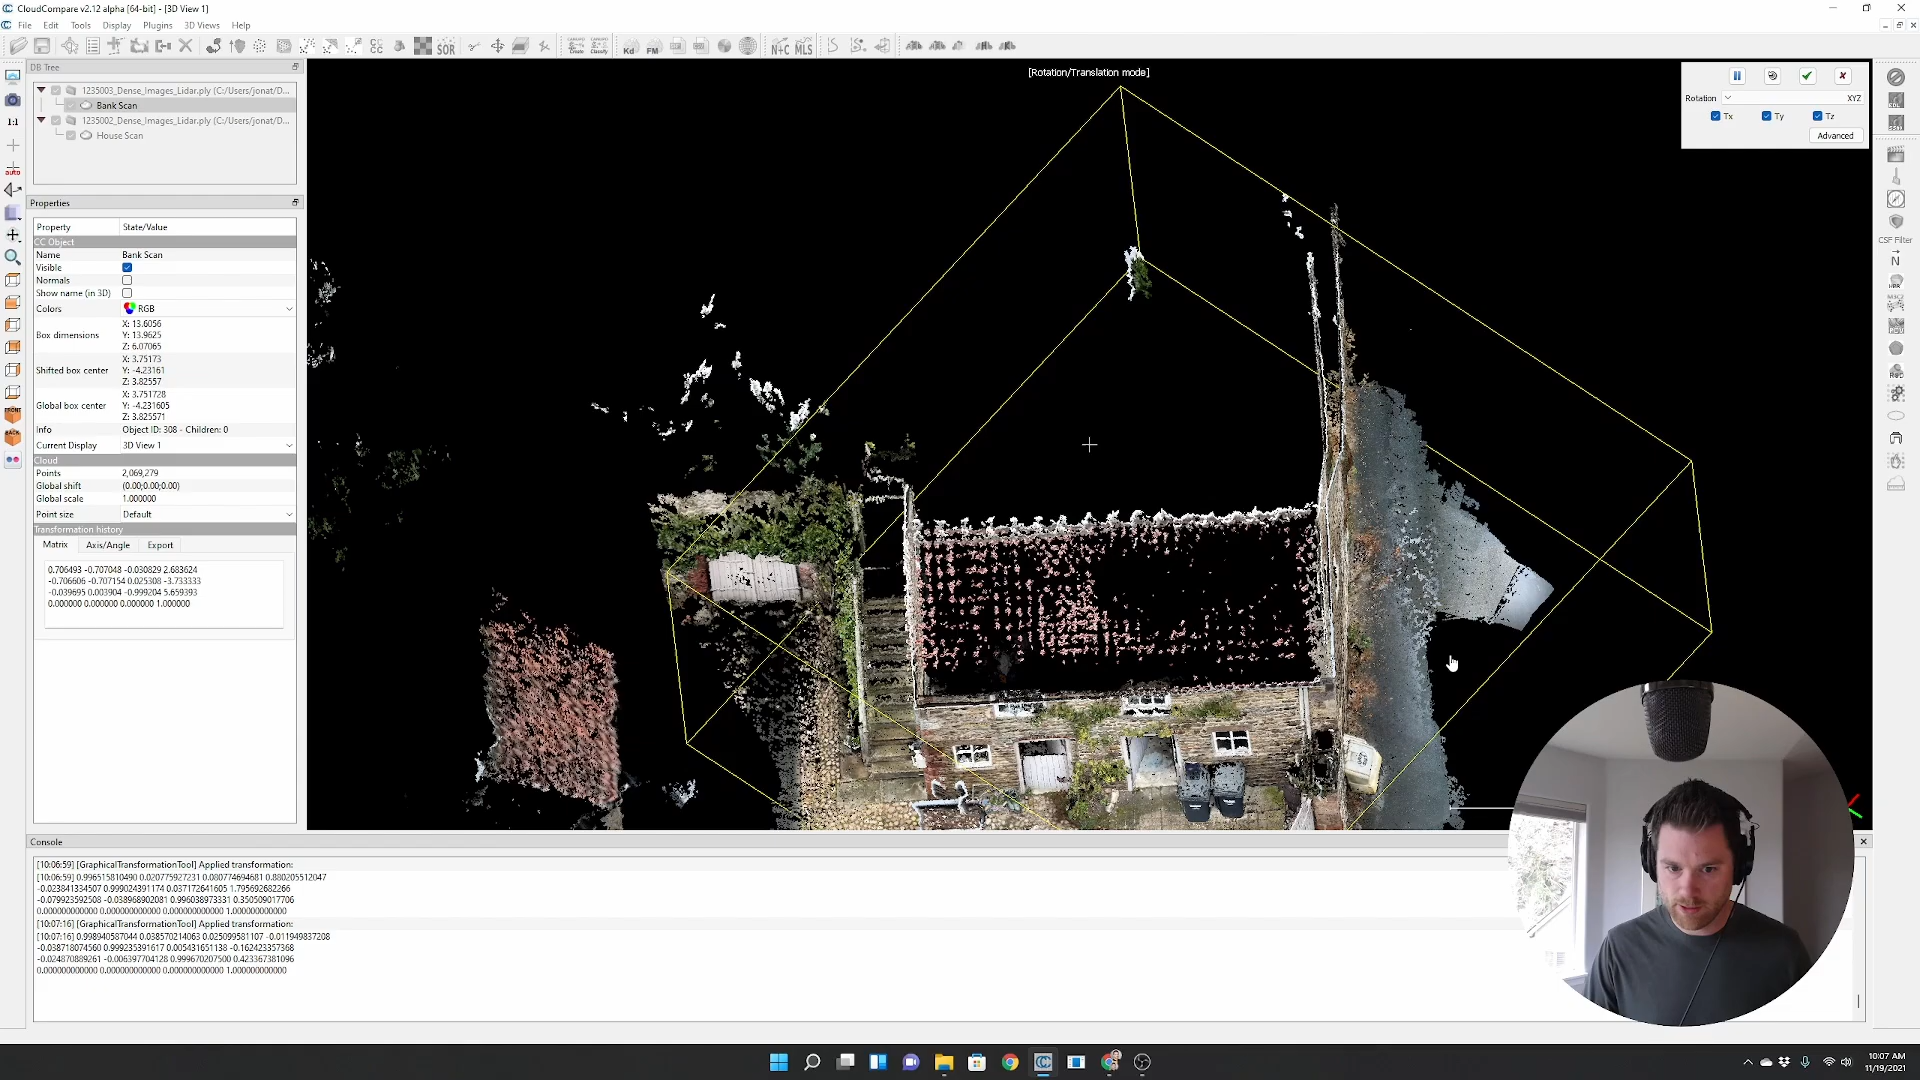 CloudCompare v2.12 alpha [64-bit] - [3D View 1]
File Edit Tools Display Plugins 3D Views Help
SOR
Kd FM
N+C MLS
DB Tree
1235003_Dense_Images_Lidar.ply (C:/Users/jonat/D...
Bank Scan
1235002_Dense_Images_Lidar.ply (C:/Users/jonat/D...
House Scan
1:1
auto
FRONT
BACK
Properties
Property State/Value
CC Object
Name Bank Scan
Visible
Normals
Show name (in 3D)
Colors RGB
Box dimensions X: 13.6056
Y: 13.9625
Z: 6.07065
Shifted box center X: 3.75173
Y: -4.23161
Z: 3.82557
Global box center X: 3.751728
Y: -4.231605
Z: 3.825571
Info Object ID: 308 - Children: 0
Current Display 3D View 1
Cloud
Points 2,069,279
Global shift (0.00;0.00;0.00)
Global scale 1.000000
Point size Default
Transformation history
Matrix Axis/Angle Export
0.706493 -0.707048 -0.030829 2.683624
-0.706606 -0.707154 0.025308 -3.733333
-0.039695 0.003904 -0.999204 5.659393
0.000000 0.000000 0.000000 1.000000
[Rotation/Translation mode]
Rotation XYZ
Tx Ty Tz
Advanced
CSF Filter
N
Console
[10:06:59] [GraphicalTransformationTool] Applied transformation:
[10:06:59] 0.996515810490 0.020775927231 0.080774694681 0.880205512047
-0.023841334507 0.999024391174 0.037172641605 1.795692682266
-0.079923592508 -0.038968902081 0.996038973331 0.350509017706
0.000000000000 0.000000000000 0.000000000000 1.000000000000
[10:07:16] [GraphicalTransformationTool] Applied transformation:
[10:07:16] 0.998940587044 0.038570214063 0.025099581107 -0.011949837208
-0.038718074560 0.999235391617 0.005431651138 -0.162423357368
-0.024870889261 -0.006397704128 0.999670207500 0.423367381096
0.000000000000 0.000000000000 0.000000000000 1.000000000000
10:07 AM
11/19/2021